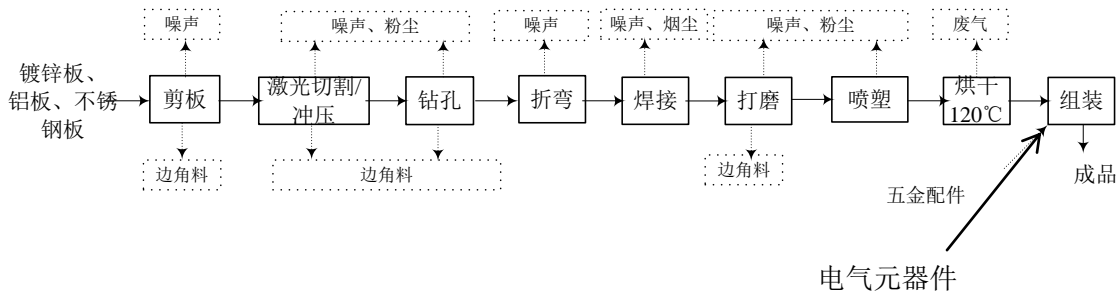 噪声
噪声、粉尘
噪声
噪声、烟尘
噪声、粉尘
废气
镀锌板、
铝板、不锈
钢板
剪板
激光切割/
冲压
钻孔
折弯
焊接
打磨
喷塑
烘干
120℃
组装
边角料
边角料
边角料
成品
五金配件
电气元器件